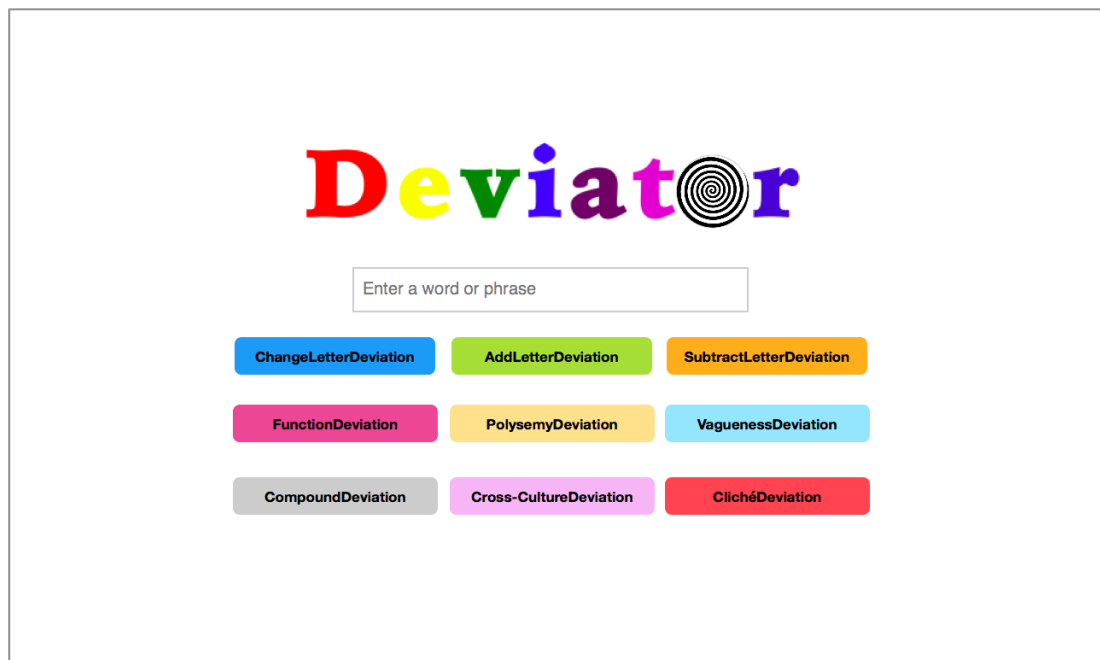 Deviator
Enter a word or phrase
ChangeLetterDeviation AddLetterDeviation SubtractLetterDeviation
FunctionDeviation PolysemyDeviation VaguenessDeviation
CompoundDeviation Cross-CultureDeviation ClichéDeviation